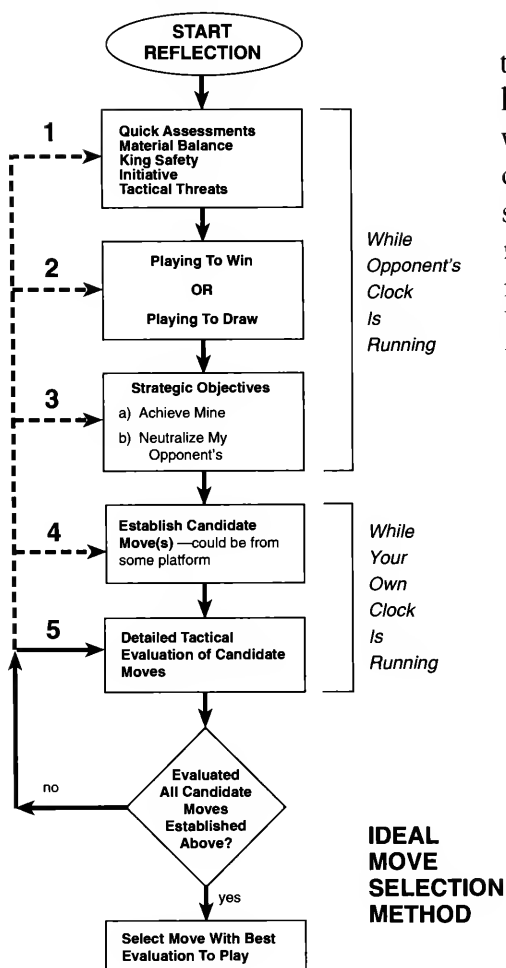 START
REFLECTION
1
Quick Assessments
Material Balance
King Safety
Initiative
Tactical Threats
2
Playing To Win
OR
Playing To Draw
3
Strategic Objectives
a) Achieve Mine
b) Neutralize My
Opponent's
While
Opponent's
Clock
Is
Running
4
Establish Candidate
Move(s) —could be from
some platform
5
Detailed Tactical
Evaluation of Candidate
Moves
While
Your
Own
Clock
Is
Running
no
Evaluated
All Candidate
Moves
Established
Above?
yes
Select Move With Best
Evaluation To Play
IDEAL
MOVE
SELECTION
METHOD